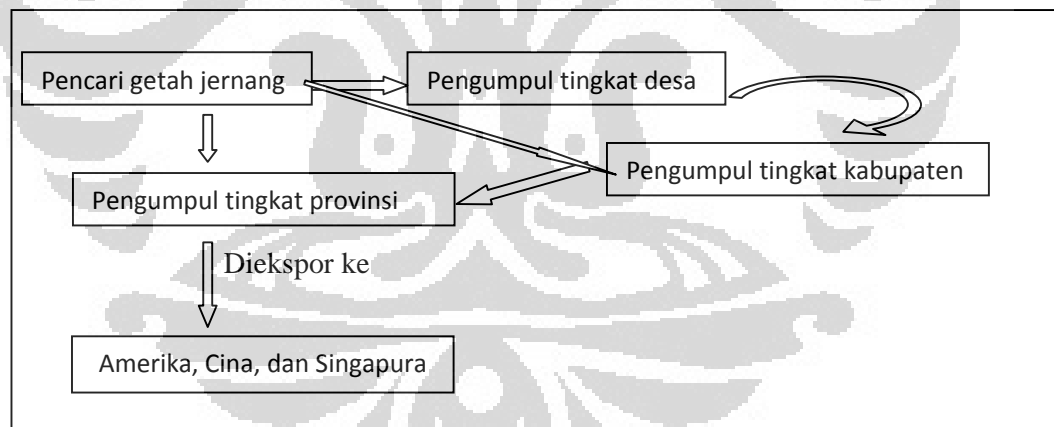 Pencari getah jernang
Pengumpul tingkat desa
Pengumpul tingkat kabupaten
Pengumpul tingkat provinsi
Diekspor ke
Amerika, Cina, dan Singapura